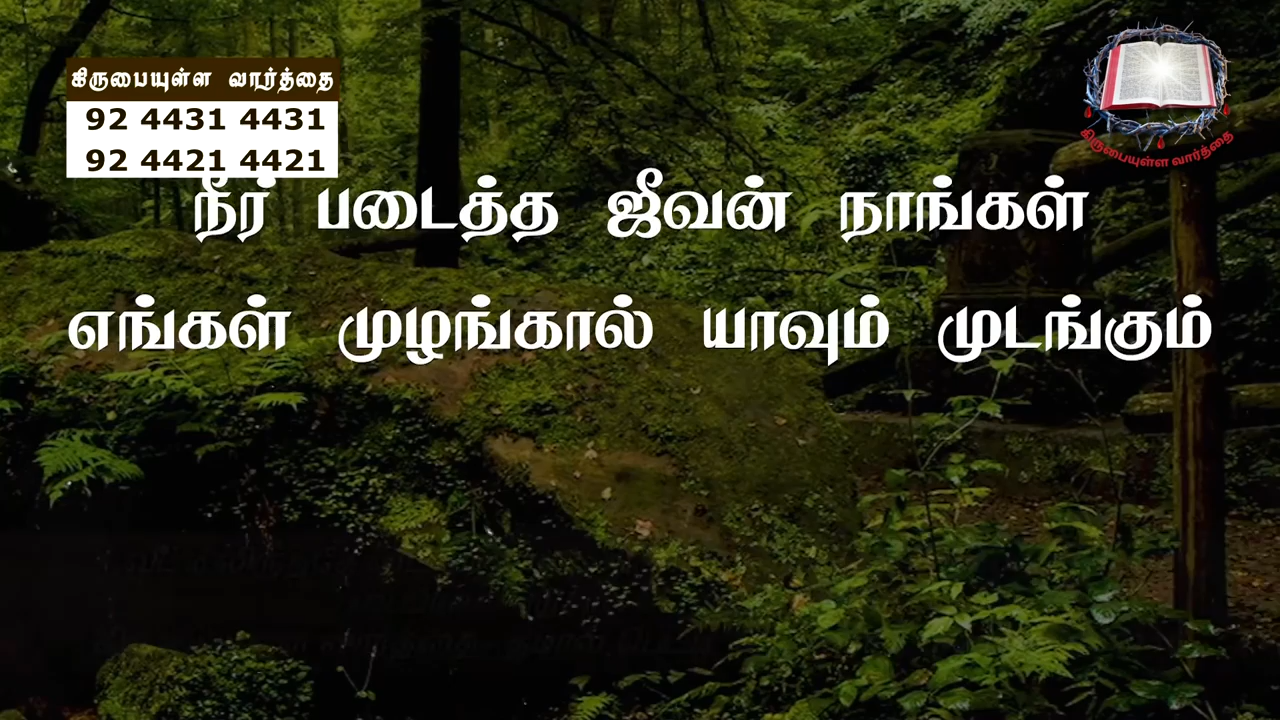 கிருபையுள்ள வார்த்தை
92 4431 4431
92 4421 4421
கிருபையுள்ள வார்த்தை
நீர் படைத்த ஜீவன் நாங்கள்
எங்கள் முழங்கால் யாவும் முடங்கும்